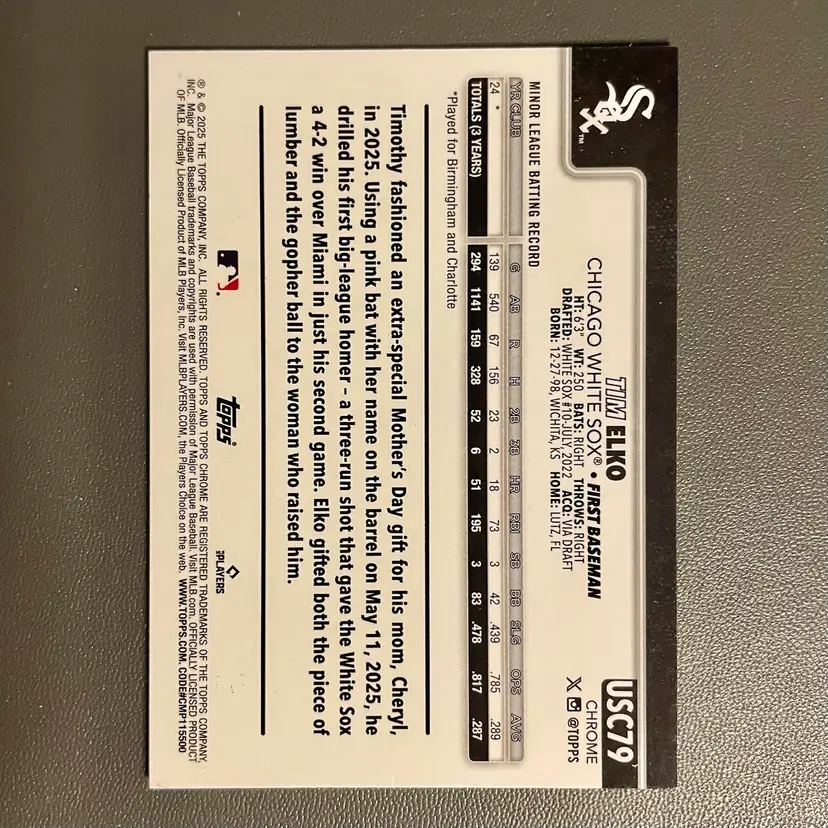 USC79
CHROME
@TOPPS
TIM ELKO
CHICAGO WHITE SOX® • FIRST BASEMAN
HT: 6'3" WT: 250 BATS: RIGHT THROWS: RIGHT
DRAFTED: WHITE SOX #10-JULY, 2022 ACQ: VIA DRAFT
BORN: 12-27-98, WICHITA, KS HOME: LUTZ, FL
Sox
TM
MINOR LEAGUE BATTING RECORD
YR CLUB G AB R H 2B 3B HR RBI SB BB SLG OPS AVG
24 * 139 540 67 156 23 2 18 73 3 42 .439 .785 .289
TOTALS (3 YEARS) 294 1141 159 328 52 6 51 195 3 83 .478 .817 .287
*Played for Birmingham and Charlotte
Timothy fashioned an extra-special Mother's Day gift for his mom, Cheryl,
in 2025. Using a pink bat with her name on the barrel on May 11, 2025, he
drilled his first big-league homer – a three-run shot that gave the White Sox
a 4-2 win over Miami in just his second game. Elko gifted both the piece of
lumber and the gopher ball to the woman who raised him.
topps®
PLAYERS
® & © 2025 THE TOPPS COMPANY, INC. ALL RIGHTS RESERVED. TOPPS AND TOPPS CHROME ARE REGISTERED TRADEMARKS OF THE TOPPS COMPANY,
INC. Major League Baseball trademarks and copyrights are used with permission of Major League Baseball. Visit MLB.com. OFFICIALLY LICENSED PRODUCT
OF MLB. Officially Licensed Product of MLB Players, Inc. Visit MLBPLAYERS.COM, the Players Choice on the web. WWW.TOPPS.COM. CODE#CMP115500